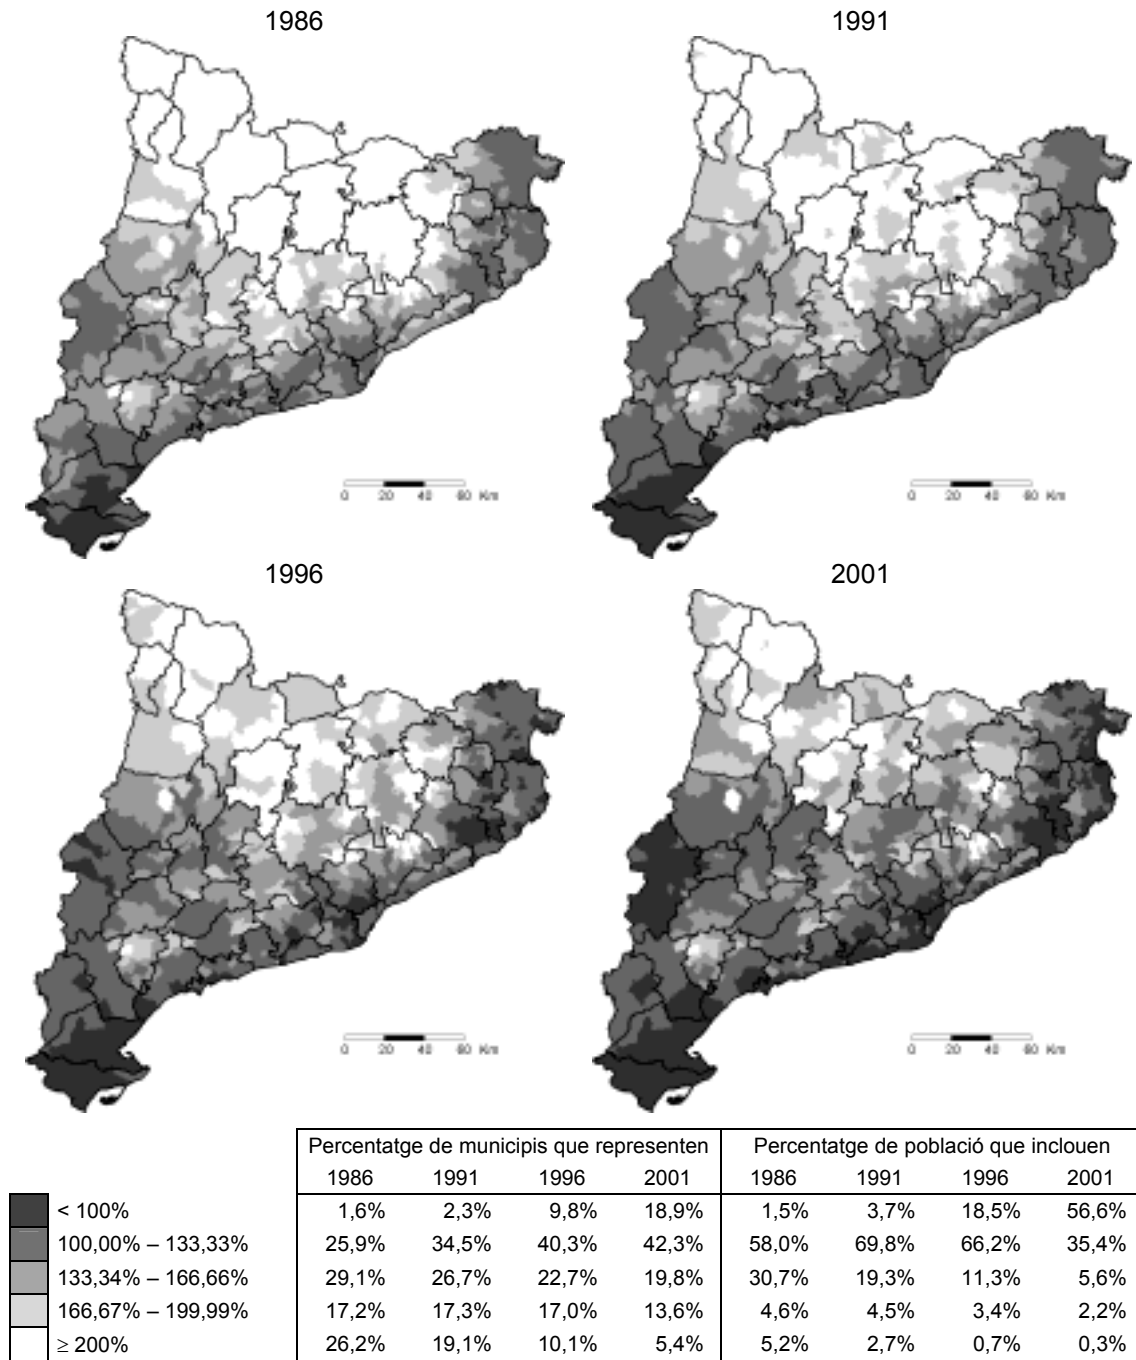 1986 1991
0 20 40 60 Km 0 20 40 60 Km
1996 2001
0 20 40 60 Km 0 20 40 60 Km
Percentatge de municipis que representen Percentatge de població que inclouen
1986 1991 1996 2001 1986 1991 1996 2001
< 100% 1,6% 2,3% 9,8% 18,9% 1,5% 3,7% 18,5% 56,6%
100,00% – 133,33% 25,9% 34,5% 40,3% 42,3% 58,0% 69,8% 66,2% 35,4%
133,34% – 166,66% 29,1% 26,7% 22,7% 19,8% 30,7% 19,3% 11,3% 5,6%
166,67% – 199,99% 17,2% 17,3% 17,0% 13,6% 4,6% 4,5% 3,4% 2,2%
≥ 200% 26,2% 19,1% 10,1% 5,4% 5,2% 2,7% 0,7% 0,3%